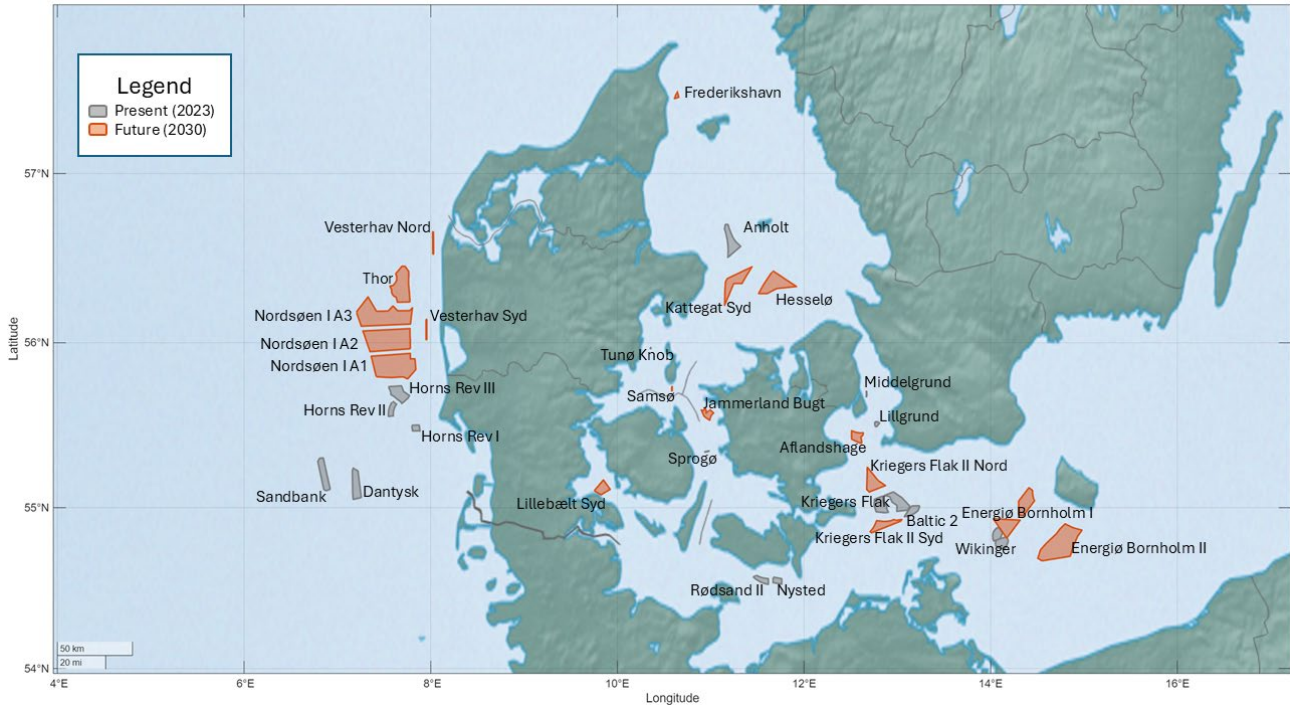 Legend
Present (2023)
Future (2030)
Frederikshavn
57°N
Vesterhav Nord
Anholt
Thor
Hesselø
Kattegat Syd
Nordsøen I A3
Vesterhav Syd
56°N
Nordsøen I A2
Tunø Knob
Nordsøen I A1
Middelgrund
Horns Rev III
Samsø
Jammerland Bugt
Horns Rev II
Lillgrund
Horns Rev I
Aflandshage
Sprogø
Kriegers Flak II Nord
Sandbank
Dantysk
Lillebælt Syd
Kriegers Flak
55°N
Energiø Bornholm I
Baltic 2
Kriegers Flak II Syd
Wikinger
Energiø Bornholm II
Rødsand II
Nysted
50 km
20 mi
54°N
4°E
6°E
8°E
10°E
12°E
14°E
16°E
Longitude
Latitude